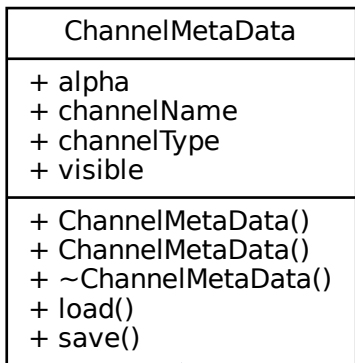 ChannelMetaData
+ alpha
+ channelName
+ channelType
+ visible
+ ChannelMetaData()
+ ChannelMetaData()
+ ~ChannelMetaData()
+ load()
+ save()